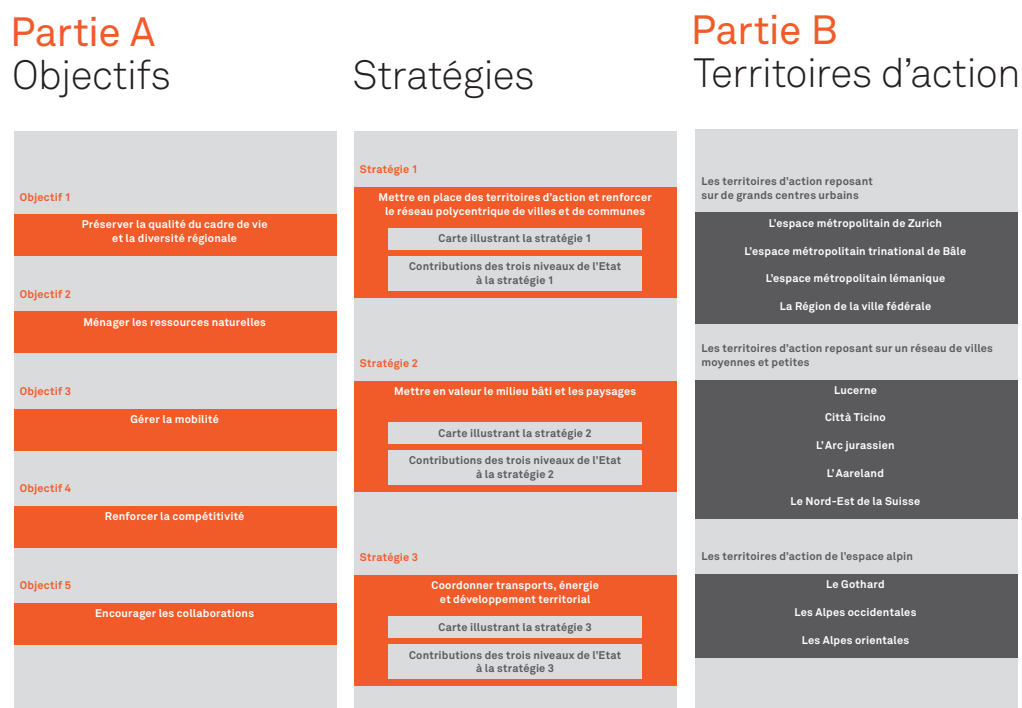 Partie A
Objectifs
Objectif 1
Préserver la qualité du cadre de vie
et la diversité régionale
Objectif 2
Ménager les ressources naturelles
Objectif 3
Gérer la mobilité
Objectif 4
Renforcer la compétitivité
Objectif 5
Encourager les collaborations
Stratégies
Stratégie 1
Mettre en place des territoires d'action et renforcer
le réseau polycentrique de villes et de communes
Carte illustrant la stratégie 1
Contributions des trois niveaux de l'Etat
à la stratégie 1
Stratégie 2
Mettre en valeur le milieu bâti et les paysages
Carte illustrant la stratégie 2
Contributions des trois niveaux de l'Etat
à la stratégie 2
Stratégie 3
Coordonner transports, énergie
et développement territorial
Carte illustrant la stratégie 3
Contributions des trois niveaux de l'Etat
à la stratégie 3
Partie B
Territoires d'action
Les territoires d'action reposant
sur de grands centres urbains
L'espace métropolitain de Zurich
L'espace métropolitain trinational de Bâle
L'espace métropolitain lémanique
La Région de la ville fédérale
Les territoires d'action reposant sur un réseau de villes
moyennes et petites
Lucerne
Città Ticino
L'Arc jurassien
L'Aareland
Le Nord-Est de la Suisse
Les territoires d'action de l'espace alpin
Le Gothard
Les Alpes occidentales
Les Alpes orientales